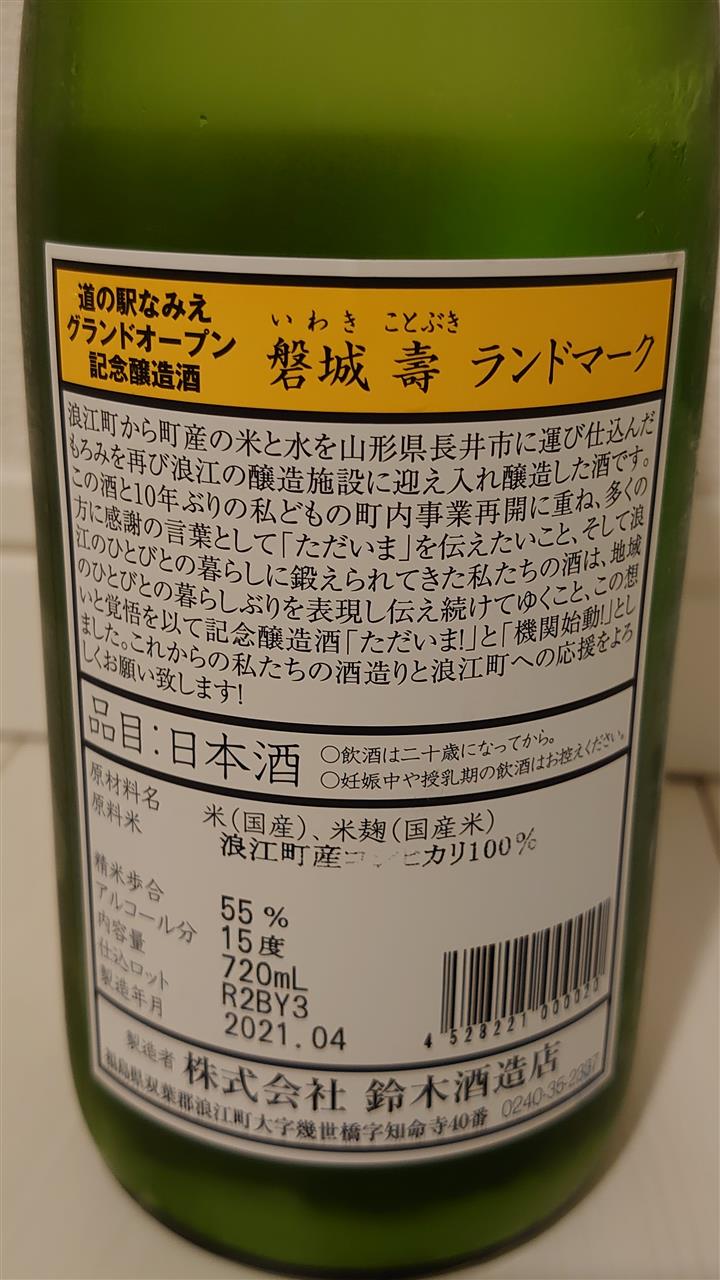 道の駅なみえ
グランドオープン
記念醸造酒
いわき ことぶき
磐城 壽 ランドマーク
浪江町から町産の米と水を山形県長井市に運び仕込んだ
もろみを再び浪江の醸造施設に迎え入れ醸造した酒です。
この酒と10年ぶりの私どもの町内事業再開に重ね、多くの
方に感謝の言葉として「ただいま」を伝えたいこと、そして浪
江のひとびとの暮らしに鍛えられてきた私たちの酒は、地域
のひとびとの暮らしぶりを表現し伝え続けてゆくこと、この想
いと覚悟を以て記念醸造酒「ただいま!」と「機関始動!」とし
ました。これからの私たちの酒造りと浪江町への応援をよろ
しくお願い致します!
品目:日本酒
○飲酒は二十歳になってから。
○妊娠中や授乳期の飲酒はお控えください。
原材料名 米(国産)、米麹(国産米)
原料米 浪江町産コシヒカリ100%
精米歩合 55%
アルコール分 15度
内容量 720mL
仕込ロット R2BY3
製造年月 2021.04
4 528221 000020
製造者 株式会社 鈴木酒造店
福島県双葉郡浪江町大字幾世橋字知命寺40番 0240-35-2337